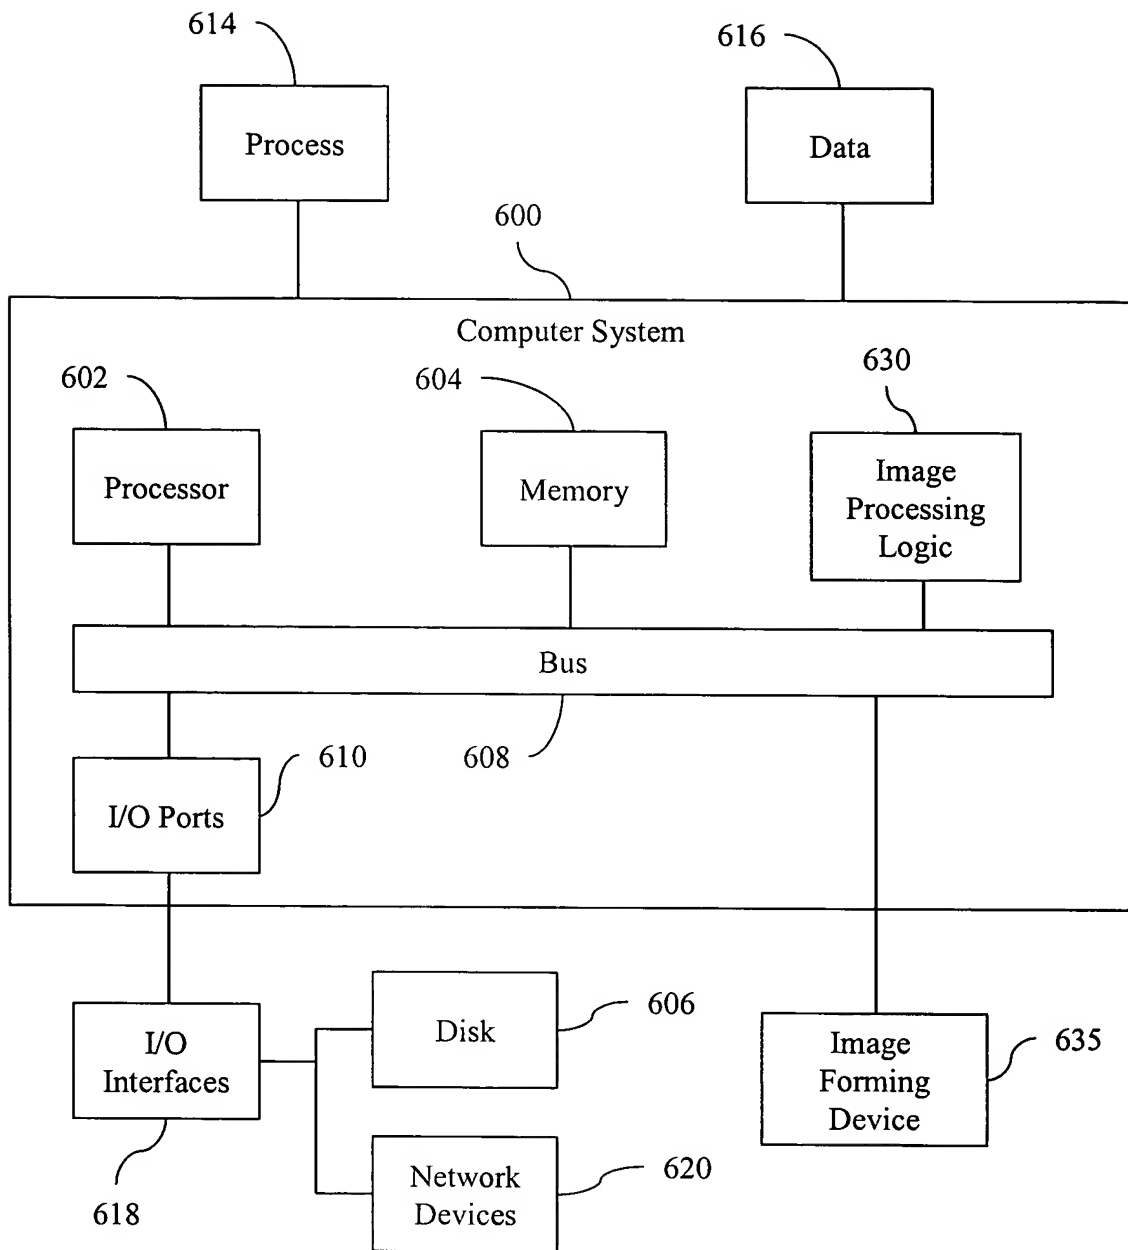 614
616
Process
Data
600
Computer System
602
604
630
Processor
Memory
Image
Processing
Logic
Bus
608
610
I/O Ports
I/O
Interfaces
618
Disk
606
Network
Devices
620
Image
Forming
Device
635